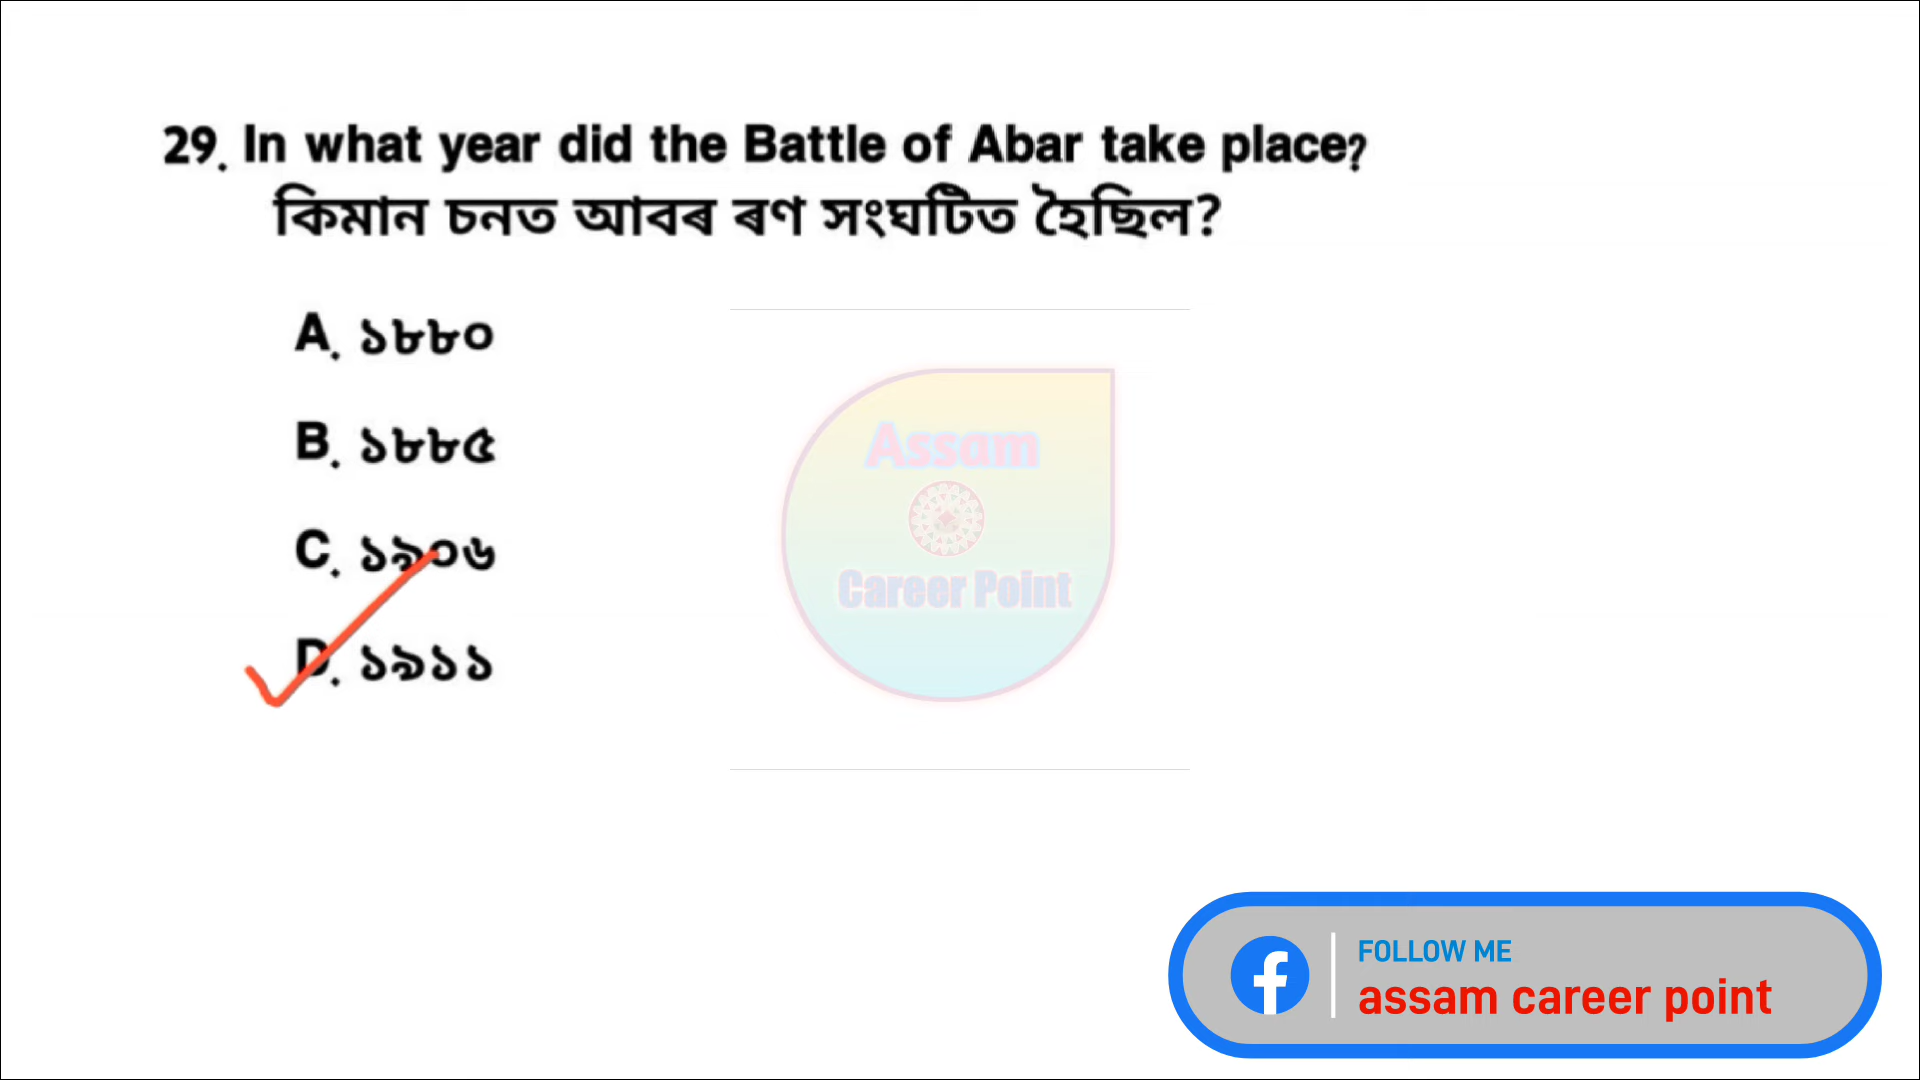 29. In what year did the Battle of Abar take place?
কিমান চনত আবৰ ৰণ সংঘটিত হৈছিল?
A. ১৮৮০
B. ১৮৮৫
C. ১৯০৬
D. ১৯১১
Assam
Career Point
FOLLOW ME
assam career point